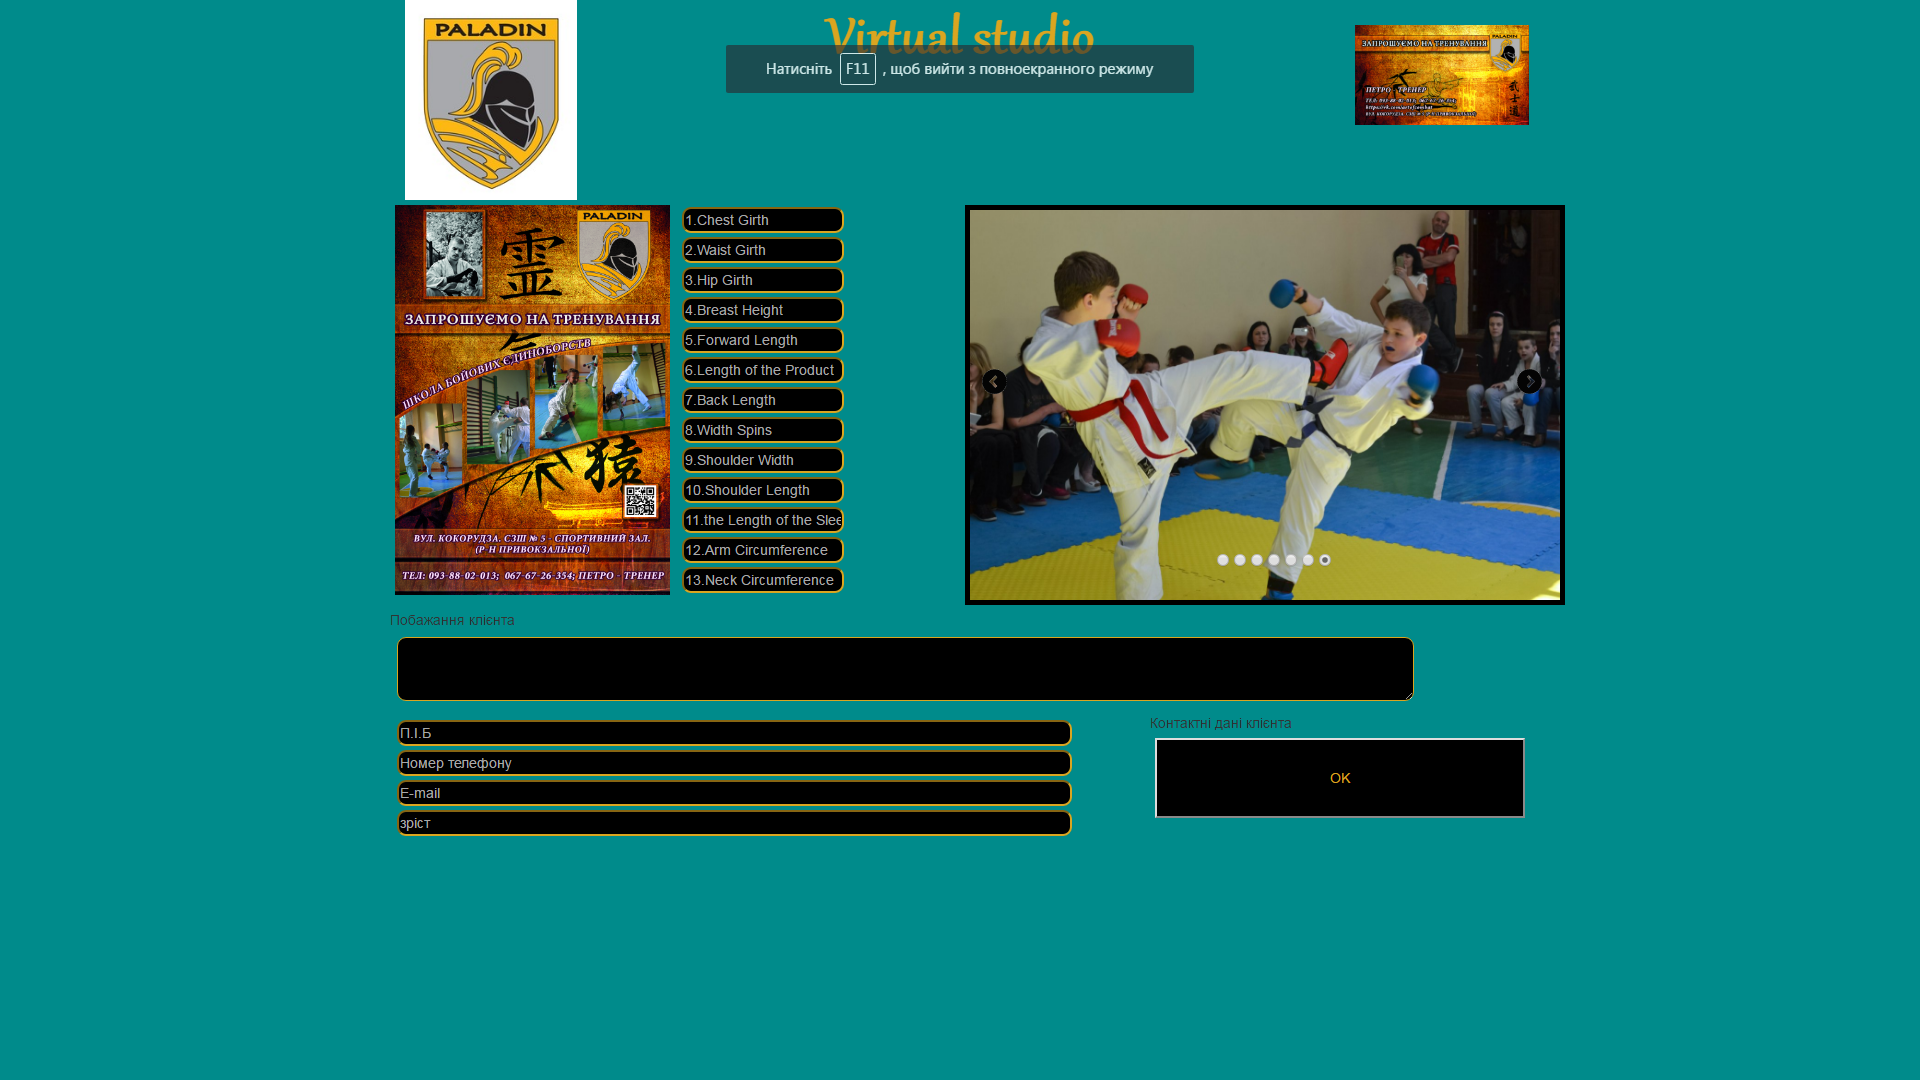 PALADIN
Virtual studio
Натисніть F11 , щоб вийти з повноекранного режиму
ЗАПРОШУЄМО НА ТРЕНУВАННЯ
PALADIN
ПЕТРО - ТРЕНЕР
武士道
PALADIN
霊
ЗАПРОШУЄМО НА ТРЕНУВАННЯ
ШКОЛА БОЙОВИХ ЄДИНОБОРСТВ
猿
ВУЛ. КОКОРУДЗА. СЗШ № 5 - СПОРТИВНИЙ ЗАЛ.
(Р-Н ПРИВОКЗАЛЬНОЇ)
ТЕЛ: 093-88-02-013; 067-67-26-354; ПЕТРО - ТРЕНЕР
1.Chest Girth
2.Waist Girth
3.Hip Girth
4.Breast Height
5.Forward Length
6.Length of the Product
7.Back Length
8.Width Spins
9.Shoulder Width
10.Shoulder Length
11.the Length of the Slee
12.Arm Circumference
13.Neck Circumference
Побажання клієнта
П.І.Б
Номер телефону
E-mail
зріст
Контактні дані клієнта
OK